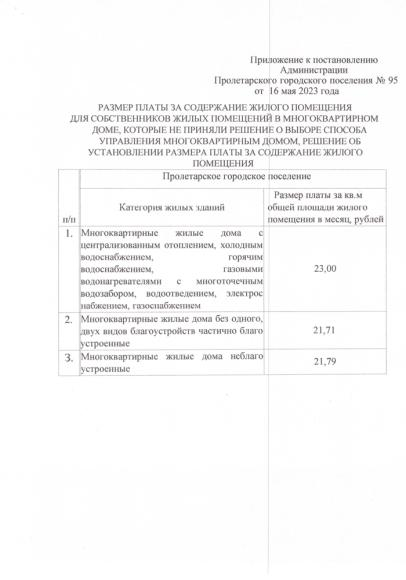 Приложение к постановлению
Администрации
Пролетарского городского поселения № 95
от 16 мая 2023 года
РАЗМЕР ПЛАТЫ ЗА СОДЕРЖАНИЕ ЖИЛОГО ПОМЕЩЕНИЯ
ДЛЯ СОБСТВЕННИКОВ ЖИЛЫХ ПОМЕЩЕНИЙ В МНОГОКВАРТИРНОМ
ДОМЕ, КОТОРЫЕ НЕ ПРИНЯЛИ РЕШЕНИЕ О ВЫБОРЕ СПОСОБА
УПРАВЛЕНИЯ МНОГОКВАРТИРНЫМ ДОМОМ, РЕШЕНИЕ ОБ
УСТАНОВЛЕНИИ РАЗМЕРА ПЛАТЫ ЗА СОДЕРЖАНИЕ ЖИЛОГО
ПОМЕЩЕНИЯ
Пролетарское городское поселение
п/п
Категория жилых зданий
Размер платы за кв.м
общей площади жилого
помещения в месяц, рублей
1.
Многоквартирные жилые дома с
централизованным отоплением, холодным
водоснабжением, горячим
водоснабжением, газовыми
водонагревателями с многоточечным
водозабором, водоотведением, электрос
набжением, газоснабжением
23,00
2.
Многоквартирные жилые дома без одного,
двух видов благоустройств частично благо
устроенные
21,71
3.
Многоквартирные жилые дома неблаго
устроенные
21,79